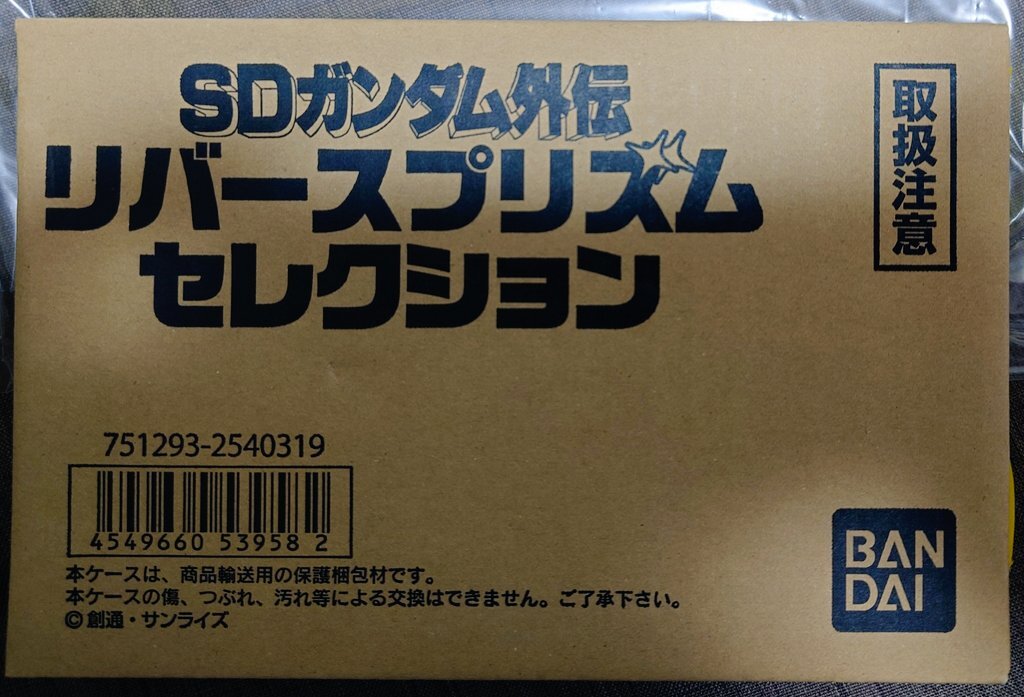 SDガンダム外伝
リバースプリズム
セレクション
取扱注意
751293-2540319
4549660 53958 2
本ケースは、商品輸送用の保護梱包材です。
本ケースの傷、つぶれ、汚れ等による交換はできません。ご了承下さい。
©創通・サンライズ
BAN
DAI